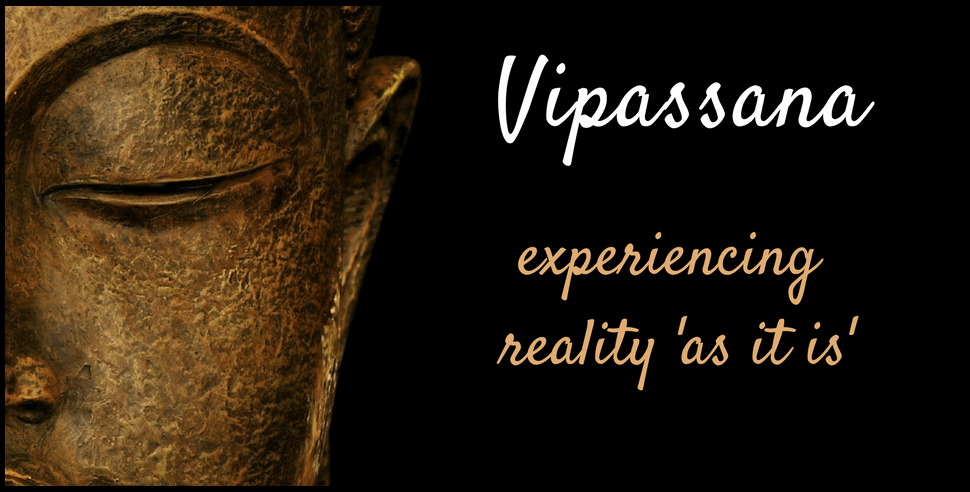 Vipassana
experiencing
reality 'as it is'